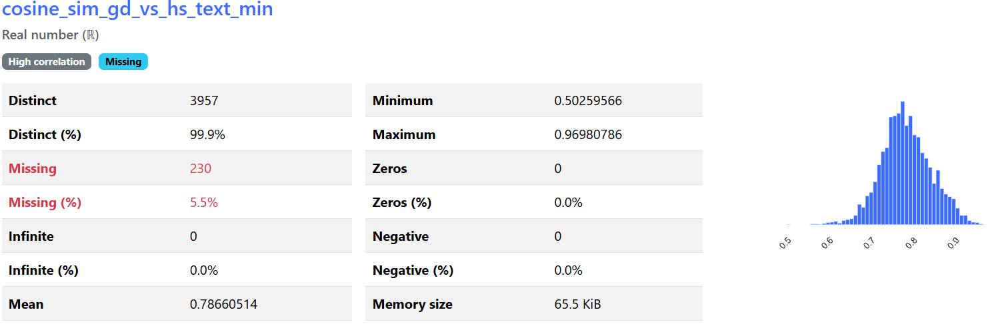 cosine_sim_gd_vs_hs_text_min
Real number (ℝ)
High correlation Missing
Distinct 3957
Distinct (%) 99.9%
Missing 230
Missing (%) 5.5%
Infinite 0
Infinite (%) 0.0%
Mean 0.78660514
Minimum 0.50259566
Maximum 0.96980786
Zeros 0
Zeros (%) 0.0%
Negative 0
Negative (%) 0.0%
Memory size 65.5 KiB
0.5 0.6 0.7 0.8 0.9